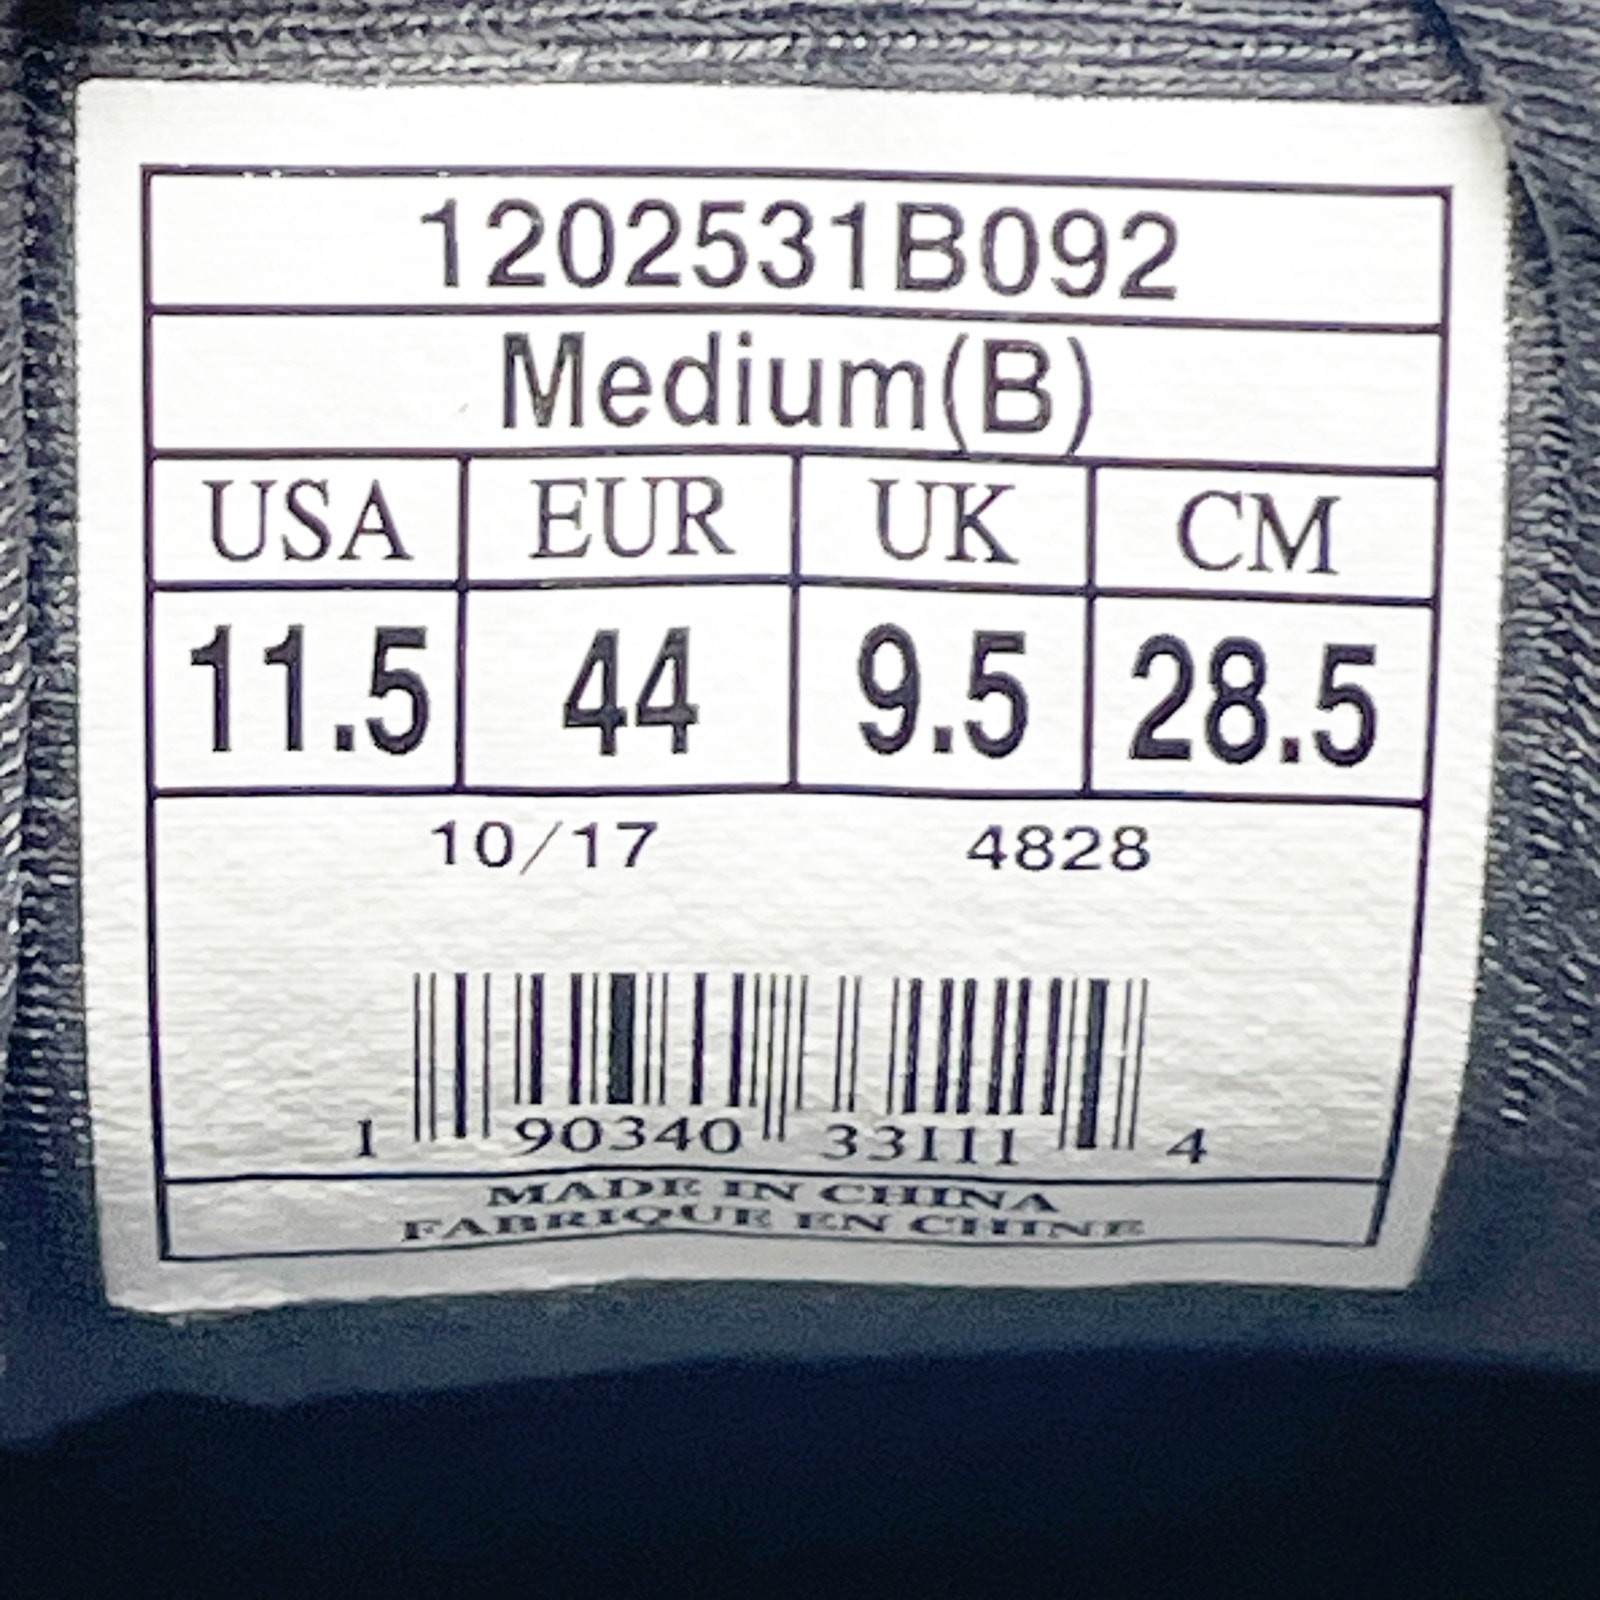 1202531B092
Medium(B)
USA EUR UK CM
11.5 44 9.5 28.5
10/17 4828
1 90340 33111 4
MADE IN CHINA
FABRIQUE EN CHINE